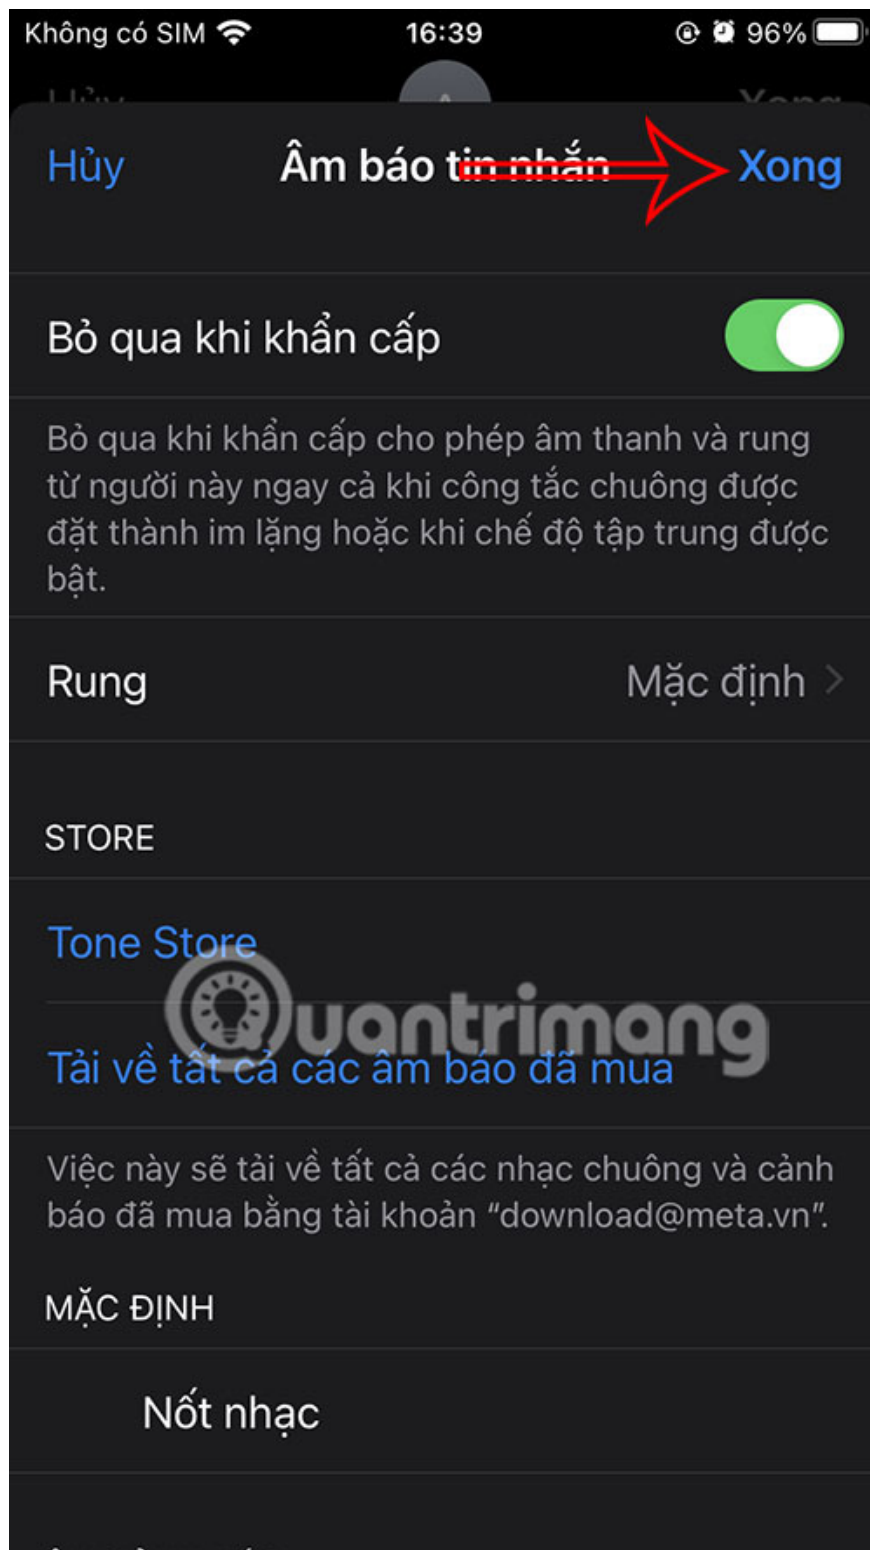 Không có SIM 16:39 96%
Hủy Xong
Hủy Âm báo tin nhắn Xong
Bỏ qua khi khẩn cấp
Bỏ qua khi khẩn cấp cho phép âm thanh và rung
từ người này ngay cả khi công tắc chuông được
đặt thành im lặng hoặc khi chế độ tập trung được
bật.
Rung Mặc định
STORE
Tone Store
Quantrimang
Tải về tất cả các âm báo đã mua
Việc này sẽ tải về tất cả các nhạc chuông và cảnh
báo đã mua bằng tài khoản “download@meta.vn”.
MẶC ĐỊNH
Nốt nhạc